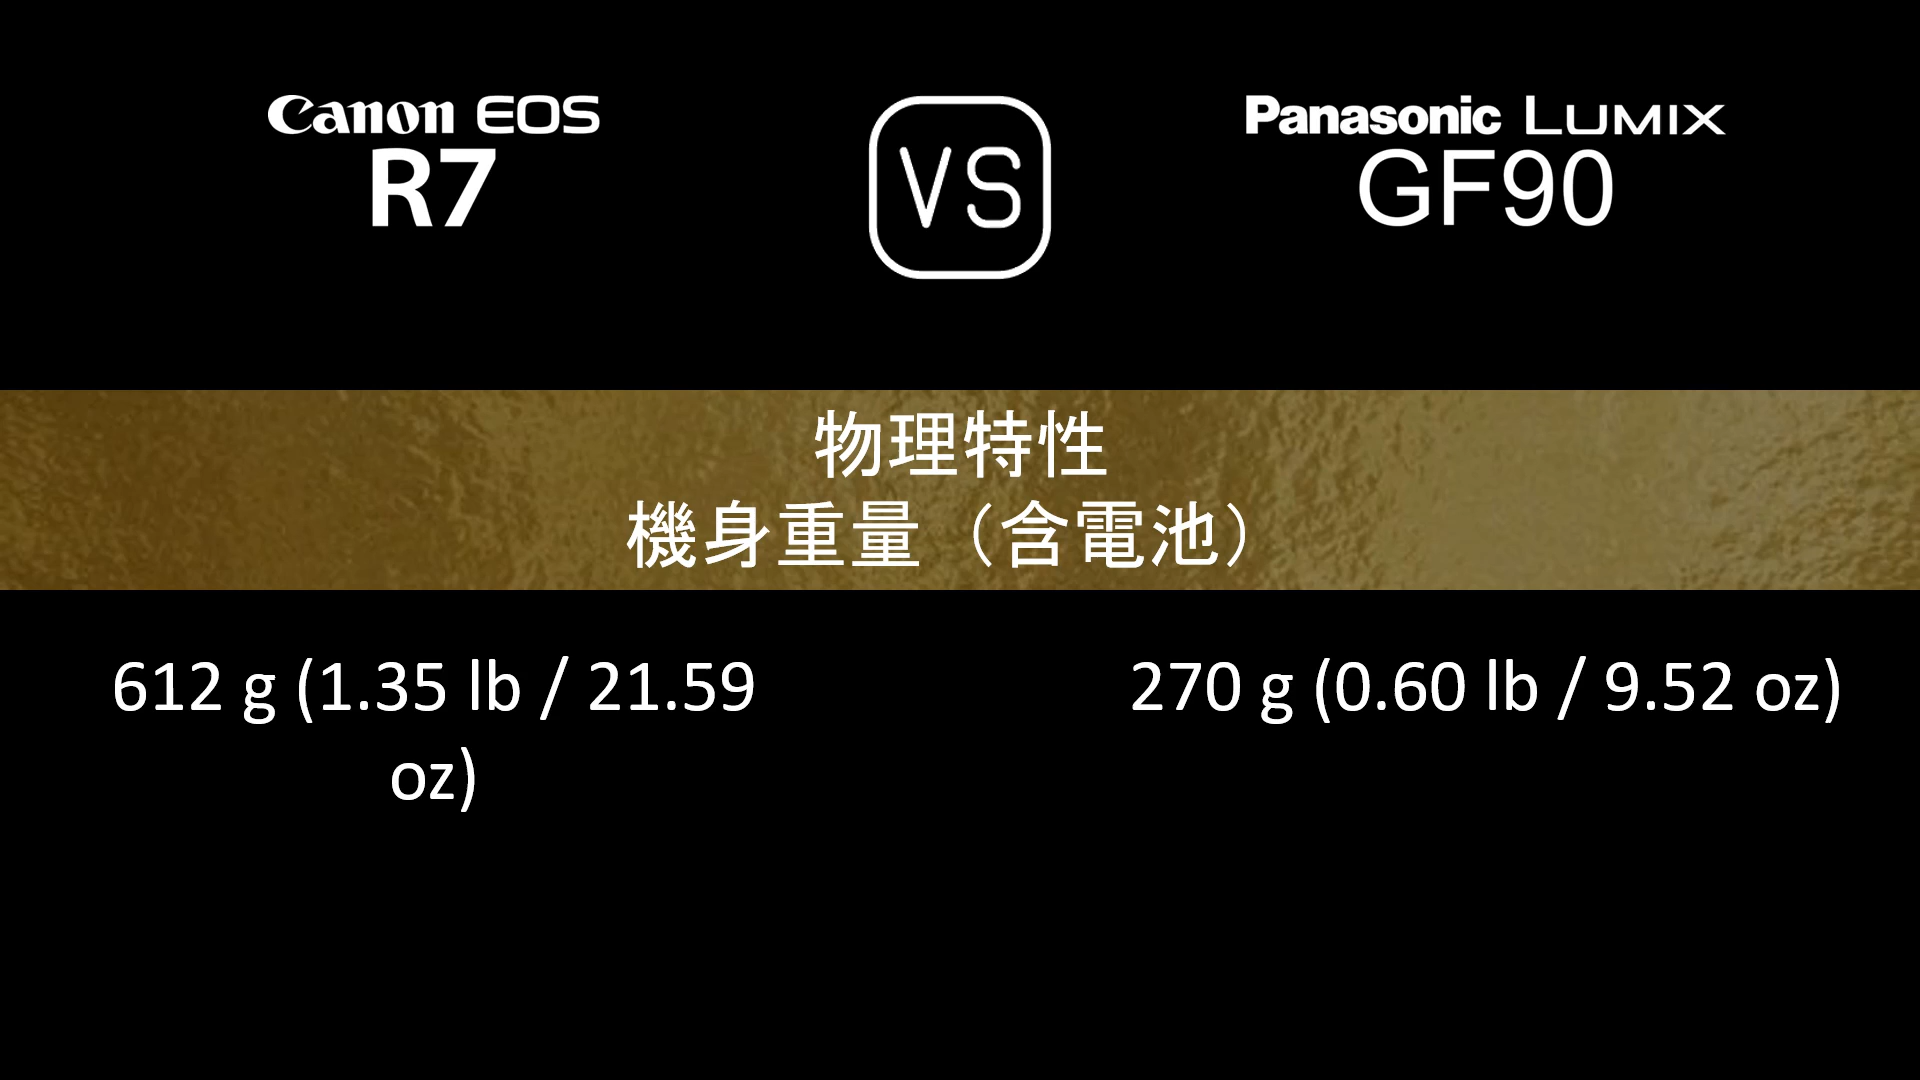 Canon EOS
R7
VS
Panasonic LUMIX
GF90
物理特性
機身重量（含電池）
612 g (1.35 lb / 21.59
oz)
270 g (0.60 lb / 9.52 oz)